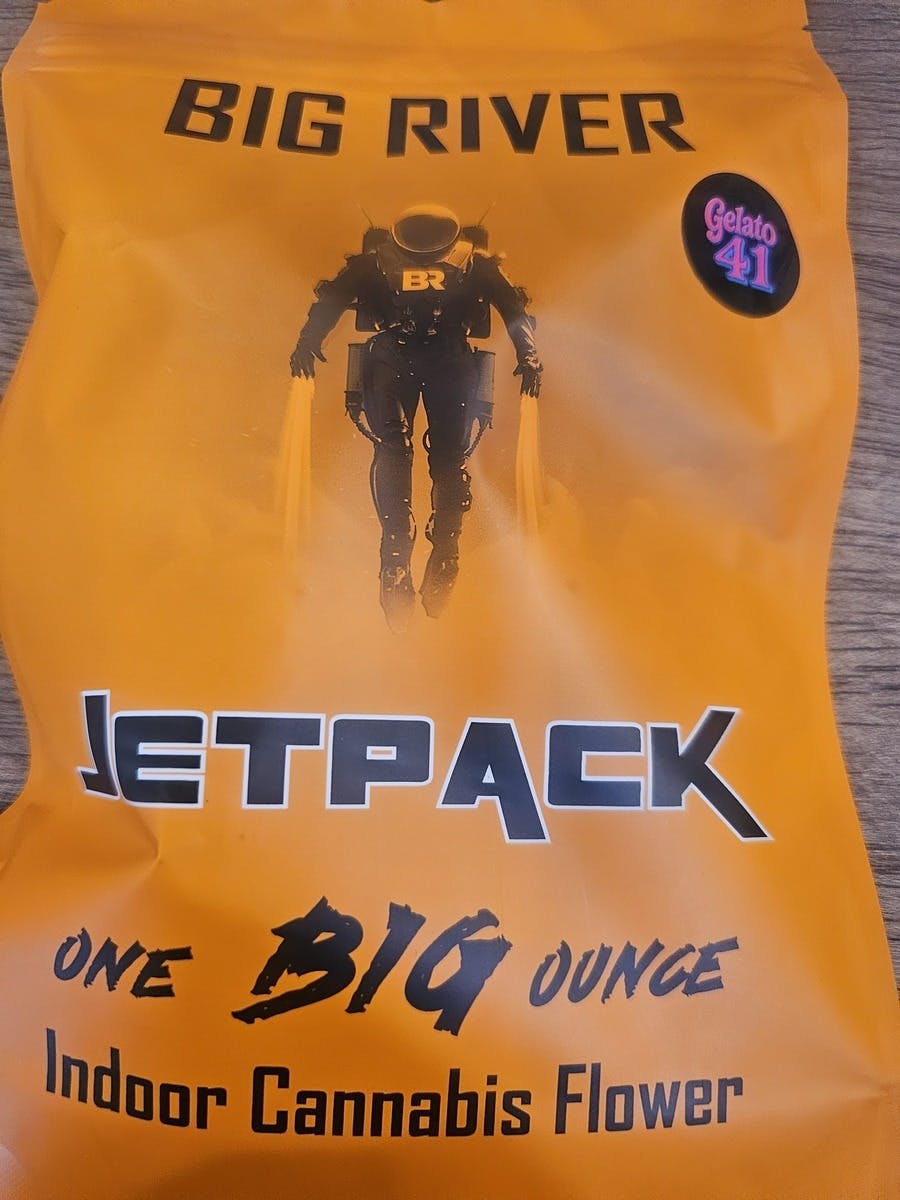 BIG RIVER
Gelato
41
BR
JETPACK
ONE BIG OUNCE
Indoor Cannabis Flower